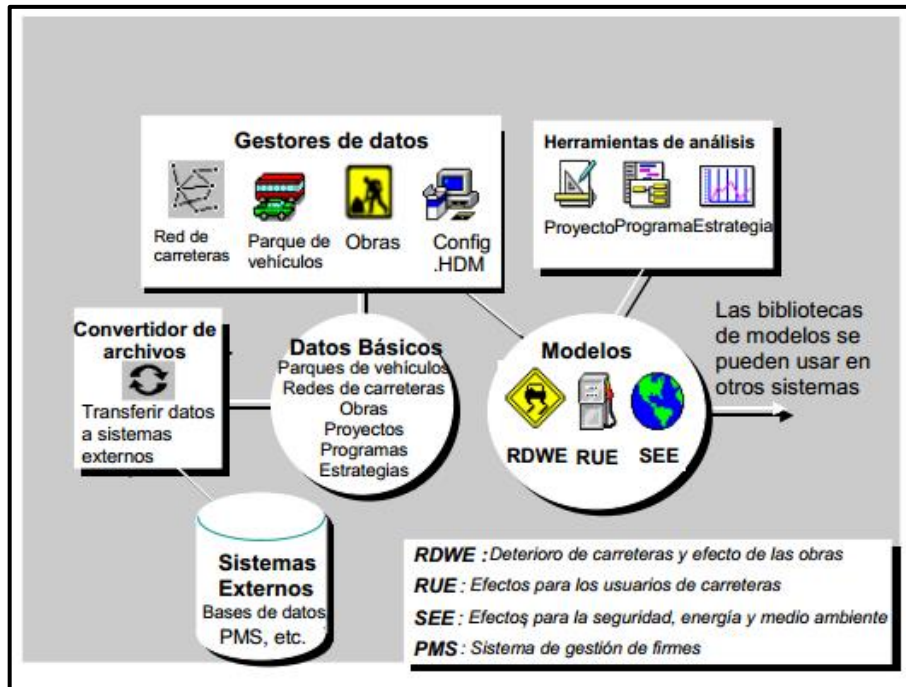 Gestores de datos
Red de
carreteras
Parque de
vehículos
Obras
Config
.HDM
Herramientas de análisis
Proyecto
Programa
Estrategia
Convertidor de
archivos
Transferir datos
a sistemas
externos
Datos Básicos
Parques de vehículos
Redes de carreteras
Obras
Proyectos
Programas
Estrategias
Modelos
RDWE
RUE
SEE
Las bibliotecas
de modelos se
pueden usar en
otros sistemas
Sistemas
Externos
Bases de datos
PMS, etc.
RDWE : Deterioro de carreteras y efecto de las obras
RUE : Efectos para los usuarios de carreteras
SEE : Efectos para la seguridad, energía y medio ambiente
PMS : Sistema de gestión de firmes